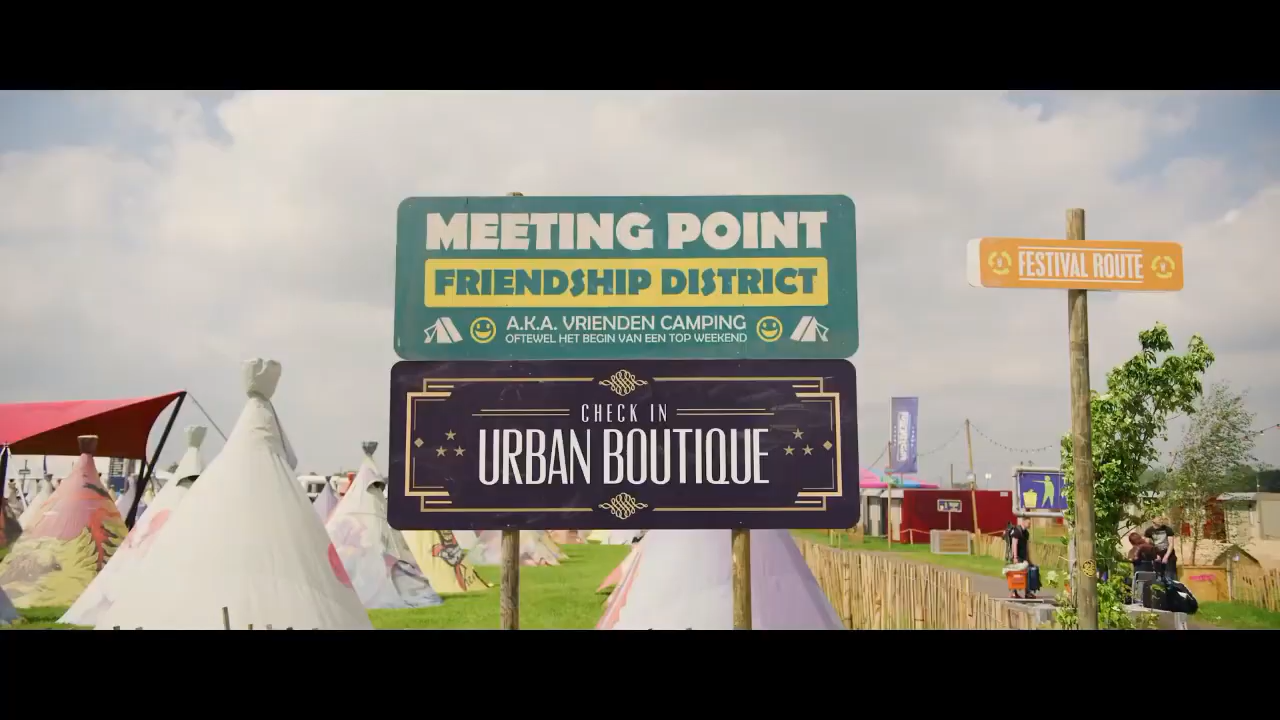 MEETING POINT
FRIENDSHIP DISTRICT
A.K.A. VRIENDEN CAMPING
OFTEWEL HET BEGIN VAN EEN TOP WEEKEND
CHECK IN
URBAN BOUTIQUE
FESTIVAL ROUTE